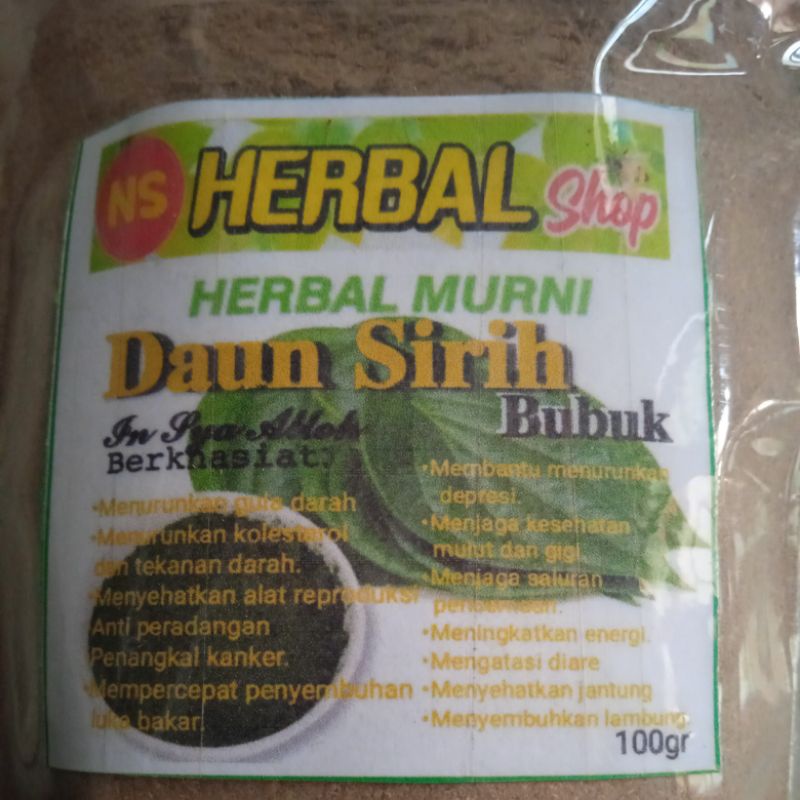 NS HERBAL Shop
HERBAL MURNI
Daun Sirih
Bubuk
In Sya Alloh
Berkhasiat:
•Menurunkan gula darah
•Menurunkan kolesterol
dan tekanan darah.
•Menyehatkan alat reproduksi
Anti peradangan
Penangkal kanker.
•Mempercepat penyembuhan
luka bakar.
•Membantu menurunkan
depresi.
•Menjaga kesehatan
mulut dan gigi
•Menjaga saluran
pencernaan.
•Meningkatkan energi.
•Mengatasi diare
•Menyehatkan jantung
•Menyembuhkan lambung
100gr